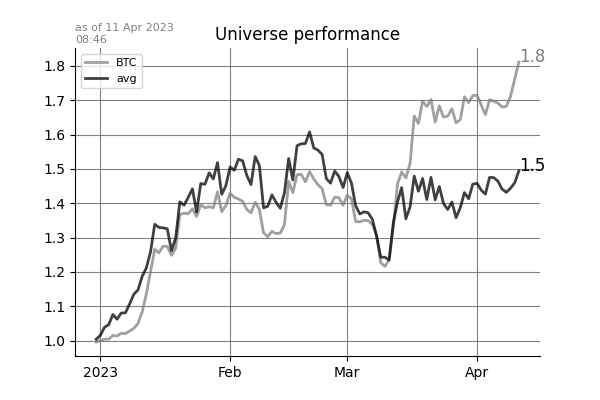 as of 11 Apr 2023
08:46
Universe performance
BTC
avg
1.8
1.5
1.8
1.7
1.6
1.5
1.4
1.3
1.2
1.1
1.0
2023
Feb
Mar
Apr